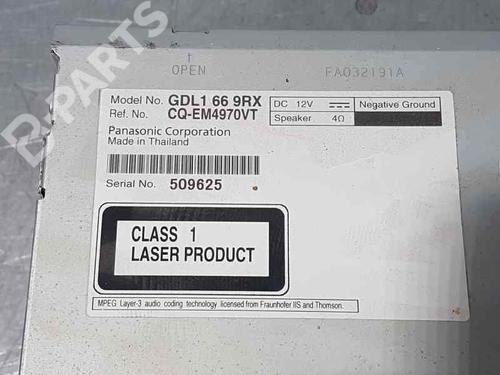 B-PARTS
OPEN
FA032191A
Model No. GDL1 66 9RX
Ref. No. CQ-EM4970VT
DC 12V
Negative Ground
Speaker 4Ω
Panasonic Corporation
Made in Thailand
Serial No. 509625
CLASS 1
LASER PRODUCT
MPEG Layer-3 audio coding technology licensed from Fraunhofer IIS and Thomson.